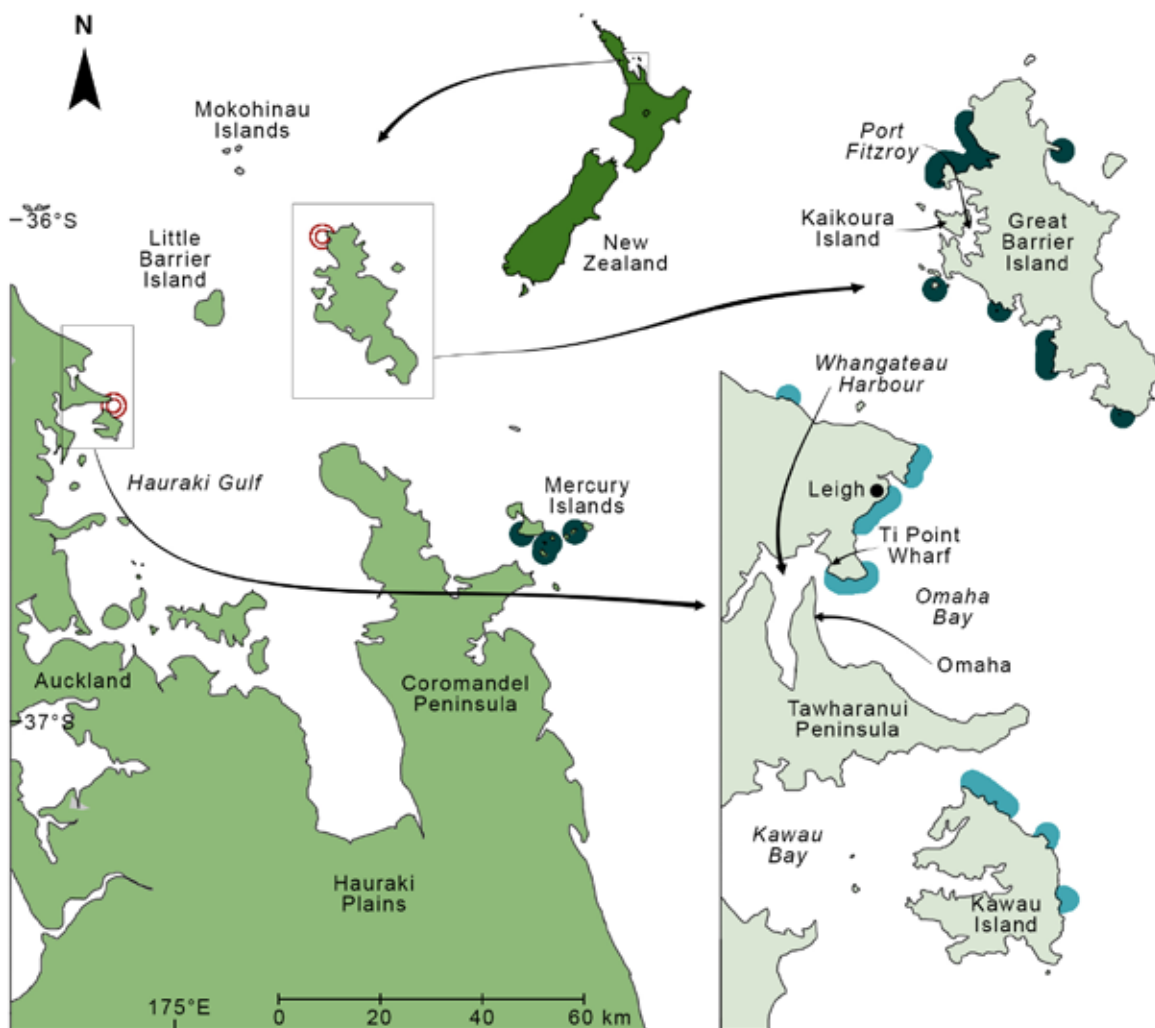 N
Mokohinau
Islands
36°S
Little
Barrier
Island
New
Zealand
Port
Fitzroy
Kaikoura
Island
Great
Barrier
Island
Whangateau
Harbour
Leigh
Ti Point
Wharf
Omaha
Bay
Omaha
Tawharanui
Peninsula
Hauraki Gulf
Mercury
Islands
Auckland
Coromandel
Peninsula
37°S
Kawau
Bay
Kawau
Island
Hauraki
Plains
175°E
0 20 40 60 km